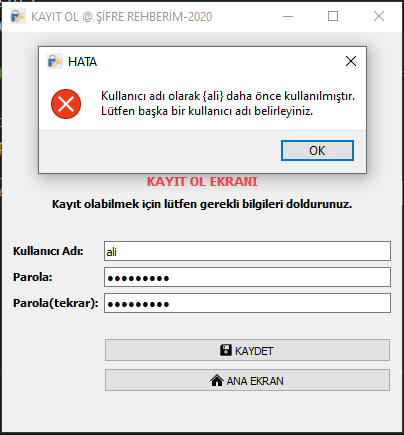 KAYIT OL @ ŞİFRE REHBERİM-2020
HATA
Kullanıcı adı olarak {ali} daha önce kullanılmıştır.
Lütfen başka bir kullanıcı adı belirleyiniz.
OK
KAYIT OL EKRANI
Kayıt olabilmek için lütfen gerekli bilgileri doldurunuz.
Kullanıcı Adı: ali
Parola: ●●●●●●●●●
Parola(tekrar): ●●●●●●●●●
KAYDET
ANA EKRAN